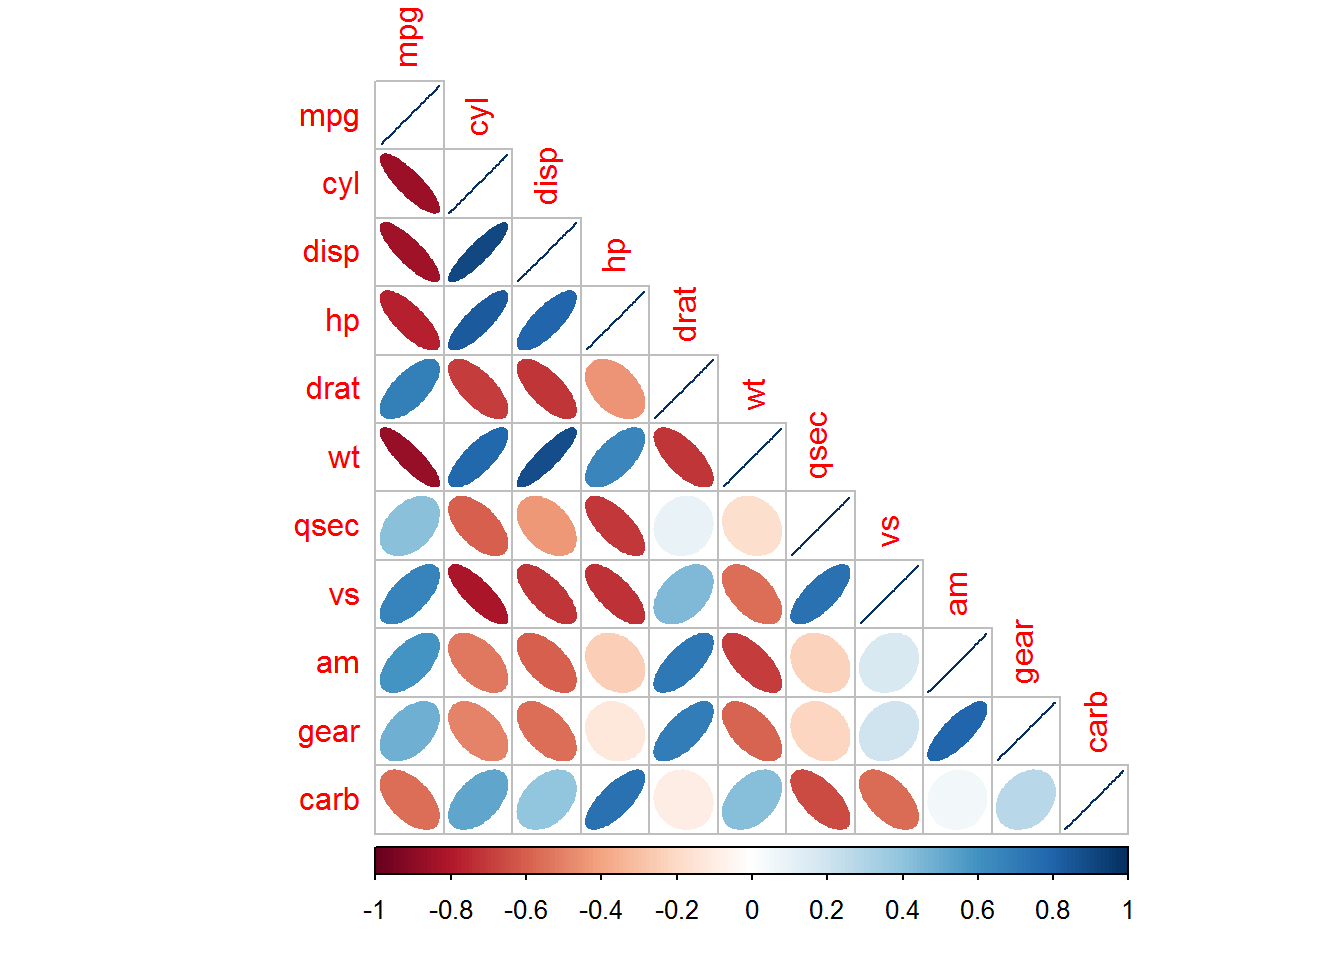 mpg
mpg
cyl
cyl
disp
disp
hp
hp
drat
drat
wt
wt
qsec
qsec
vs
vs
am
am
gear
gear
carb
carb
-1 -0.8 -0.6 -0.4 -0.2 0 0.2 0.4 0.6 0.8 1